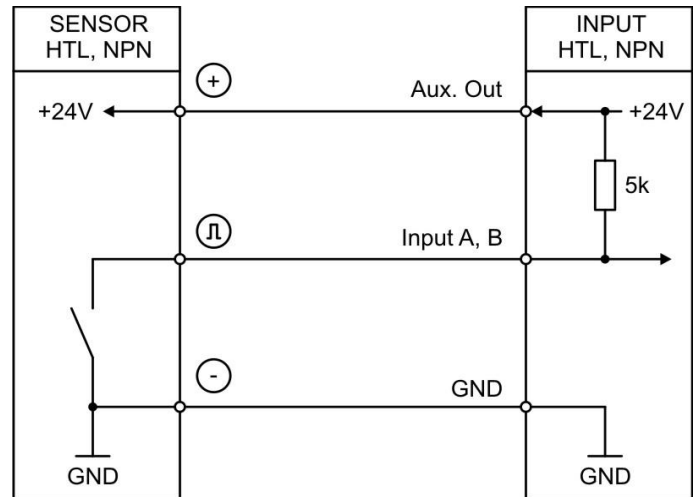 SENSOR
HTL, NPN
INPUT
HTL, NPN
+
+24V
Aux. Out
+24V
5k
Input A, B
-
GND
GND
GND